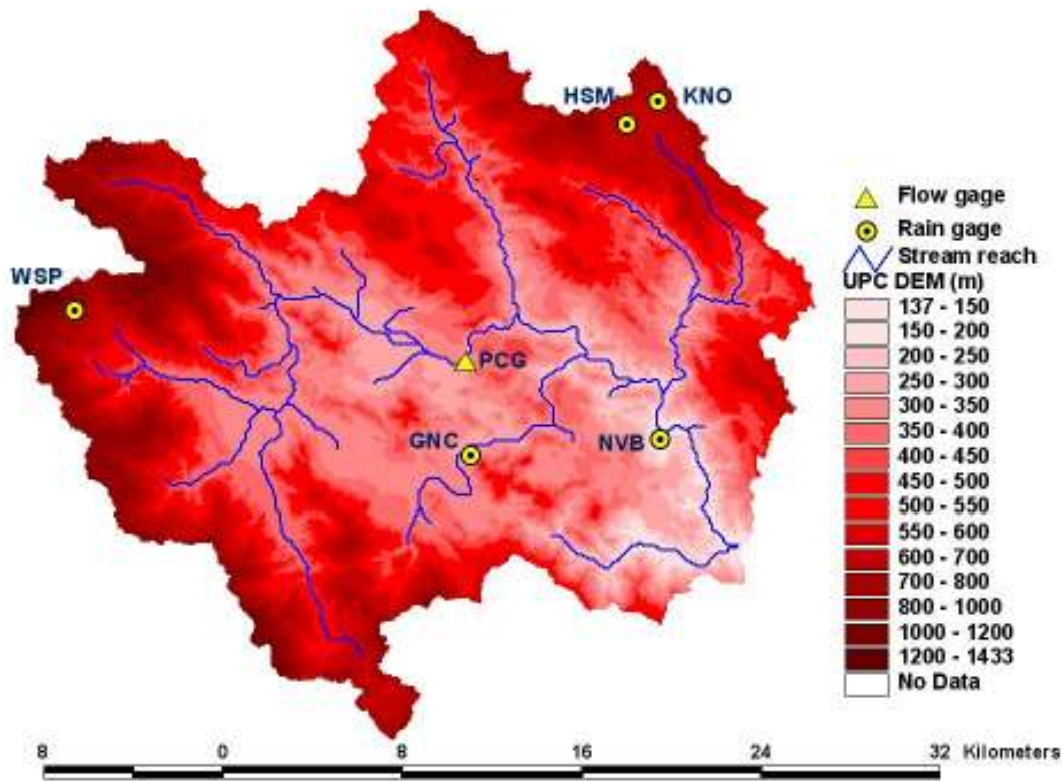 HSM
KNO
WSP
PCG
GNC
NVB
Flow gage
Rain gage
Stream reach
UPC DEM (m)
137 - 150
150 - 200
200 - 250
250 - 300
300 - 350
350 - 400
400 - 450
450 - 500
500 - 550
550 - 600
600 - 700
700 - 800
800 - 1000
1000 - 1200
1200 - 1433
No Data
8 0 8 16 24 32 Kilometers